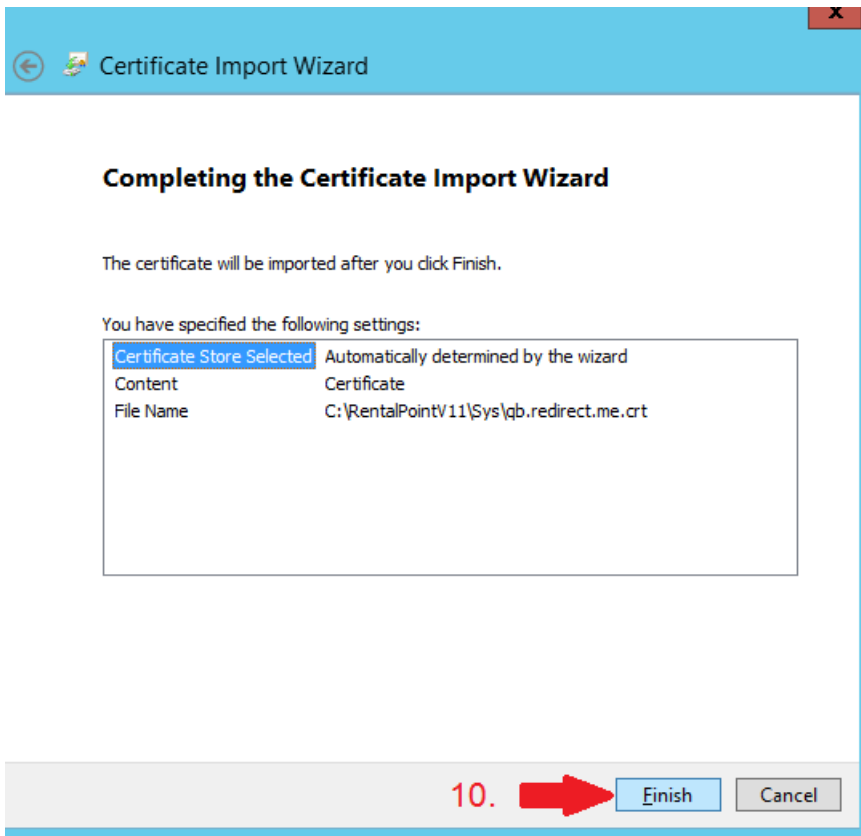 x
Certificate Import Wizard
Completing the Certificate Import Wizard
The certificate will be imported after you click Finish.
You have specified the following settings:
Certificate Store Selected Automatically determined by the wizard
Content Certificate
File Name C:\RentalPointV11\Sys\qb.redirect.me.crt
10. Finish Cancel